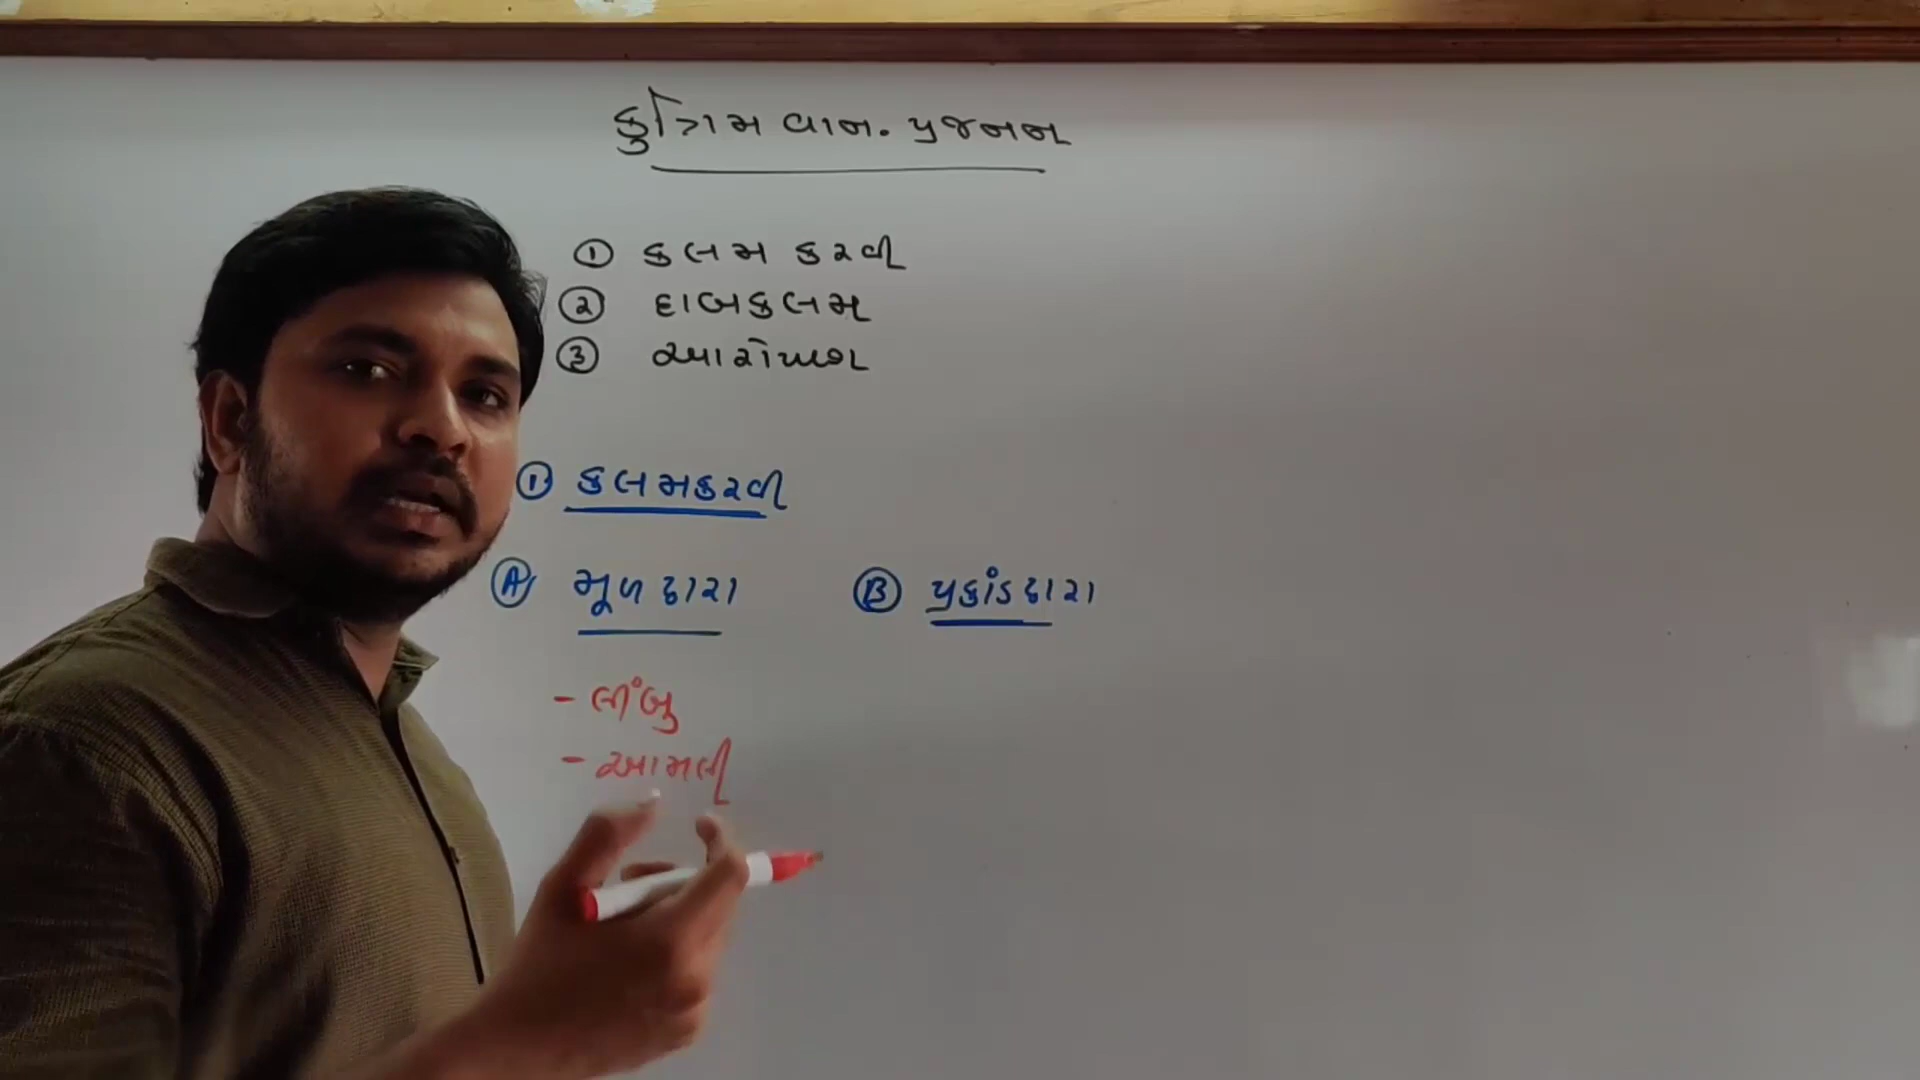 કૃત્રિમ વાન. પ્રજનન
① કલમ કરવી
② દાબકલમ
③ આરોપણ
① કલમકરવી
Ⓐ મૂળ દ્વારા Ⓑ પ્રકાંડ દ્વારા
- લીંબુ
- આમલી